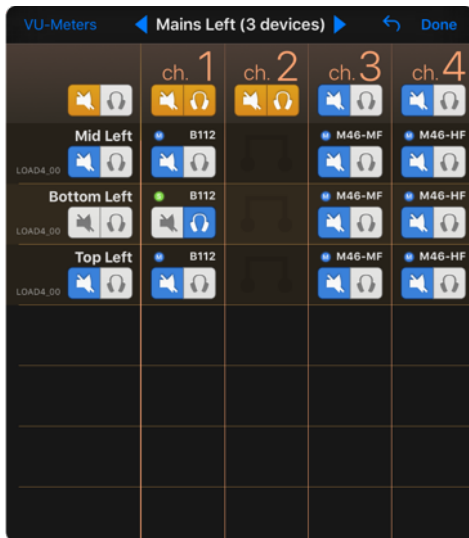 VU-Meters Mains Left (3 devices) Done
ch. 1 ch. 2 ch. 3 ch. 4
Mid Left M B112 M M46-MF M M46-HF
LOAD4_00
Bottom Left S B112 M M46-MF M M46-HF
LOAD4_00
Top Left M B112 M M46-MF M M46-HF
LOAD4_00